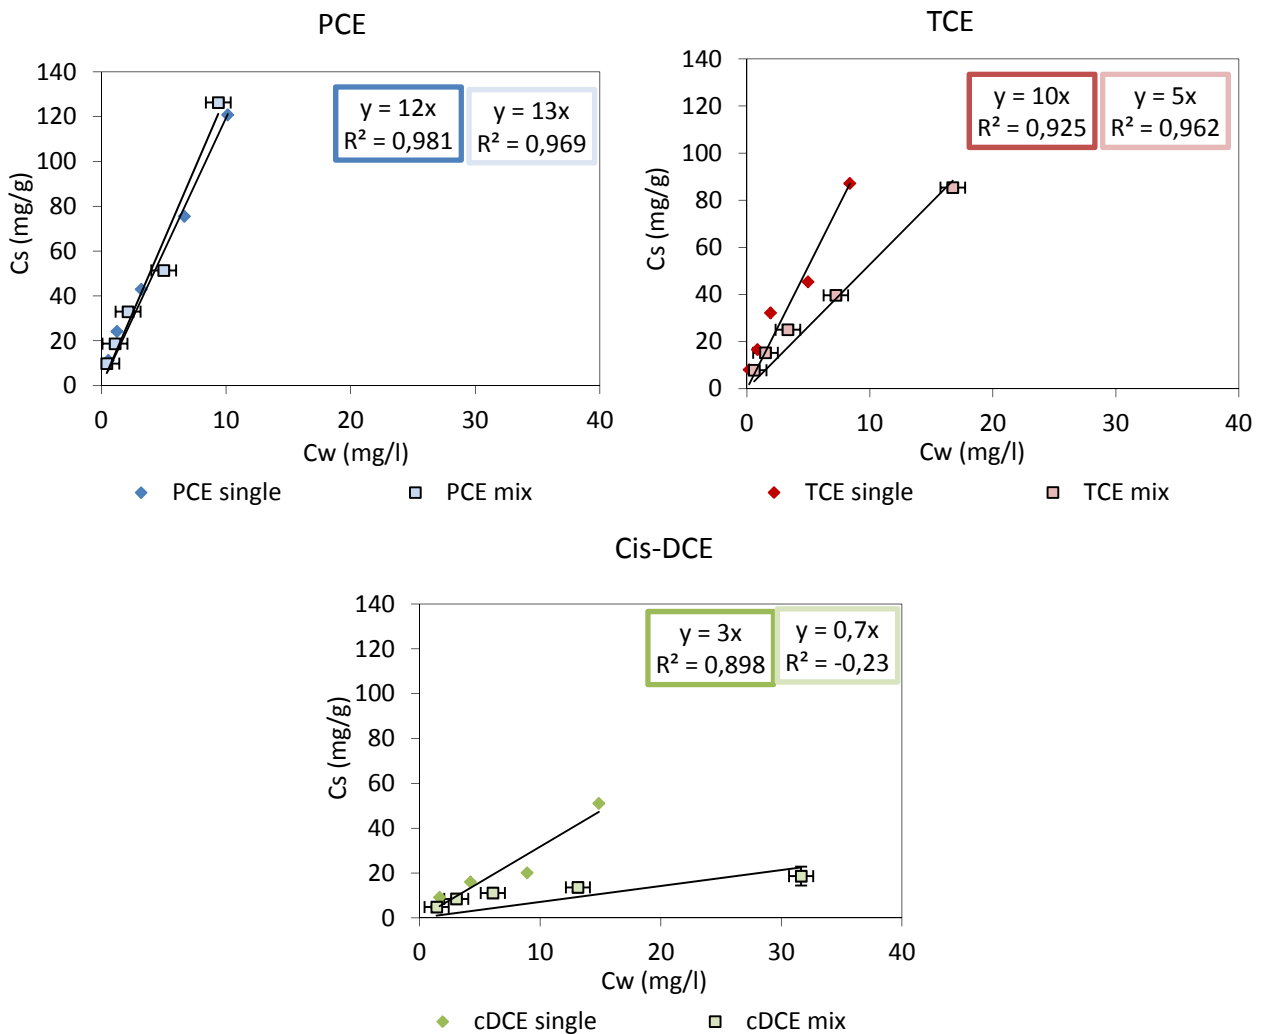 PCE
140
120
100
80
60
40
20
0
Cs (mg/g)
y = 12x
R² = 0,981
y = 13x
R² = 0,969
0 10 20 30 40
Cw (mg/l)
PCE single PCE mix
TCE
140
120
100
80
60
40
20
0
Cs (mg/g)
y = 10x
R² = 0,925
y = 5x
R² = 0,962
0 10 20 30 40
Cw (mg/l)
TCE single TCE mix
Cis-DCE
140
120
100
80
60
40
20
0
Cs (mg/g)
y = 3x
R² = 0,898
y = 0,7x
R² = -0,23
0 10 20 30 40
Cw (mg/l)
cDCE single cDCE mix